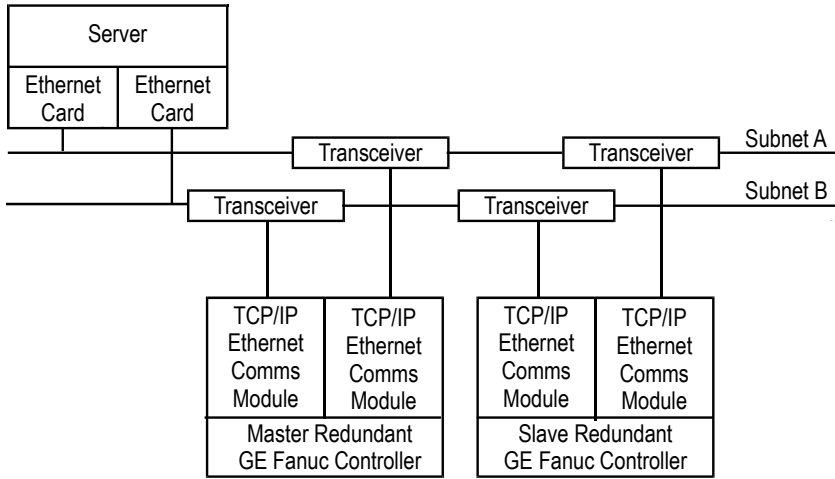 Server
Ethernet
Card
Ethernet
Card
Subnet A
Transceiver
Transceiver
Subnet B
Transceiver
Transceiver
TCP/IP
Ethernet
Comms
Module
TCP/IP
Ethernet
Comms
Module
Master Redundant
GE Fanuc Controller
TCP/IP
Ethernet
Comms
Module
TCP/IP
Ethernet
Comms
Module
Slave Redundant
GE Fanuc Controller